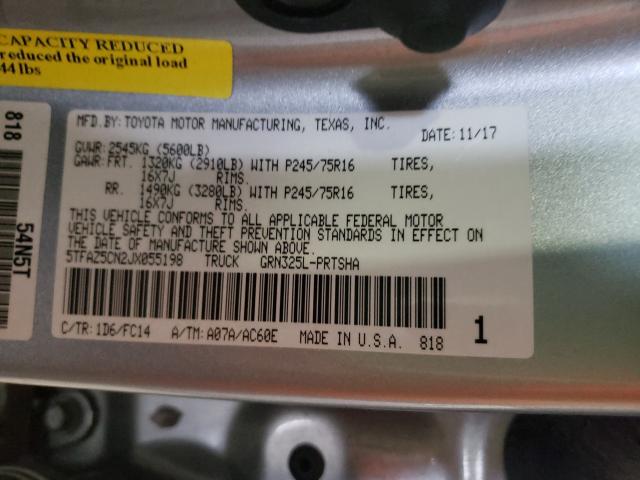 CAPACITY REDUCED
reduced the original load
44 lbs
818
54N5T
MFD.BY: TOYOTA MOTOR MANUFACTURING, TEXAS, INC.
DATE: 11/17
GVWR: 2545KG (5600LB)
GAWR: FRT. 1320KG (2910LB) WITH P245/75R16 TIRES,
16X7J RIMS.
RR. 1490KG (3280LB) WITH P245/75R16 TIRES,
16X7J RIMS.
THIS VEHICLE CONFORMS TO ALL APPLICABLE FEDERAL MOTOR
VEHICLE SAFETY AND THEFT PREVENTION STANDARDS IN EFFECT ON
THE DATE OF MANUFACTURE SHOWN ABOVE.
5TFAZ5CN2JX055198 TRUCK GRN325L-PRTSHA
C/TR: 1D6/FC14 A/TM: A07A/AC60E MADE IN U.S.A. 818 1